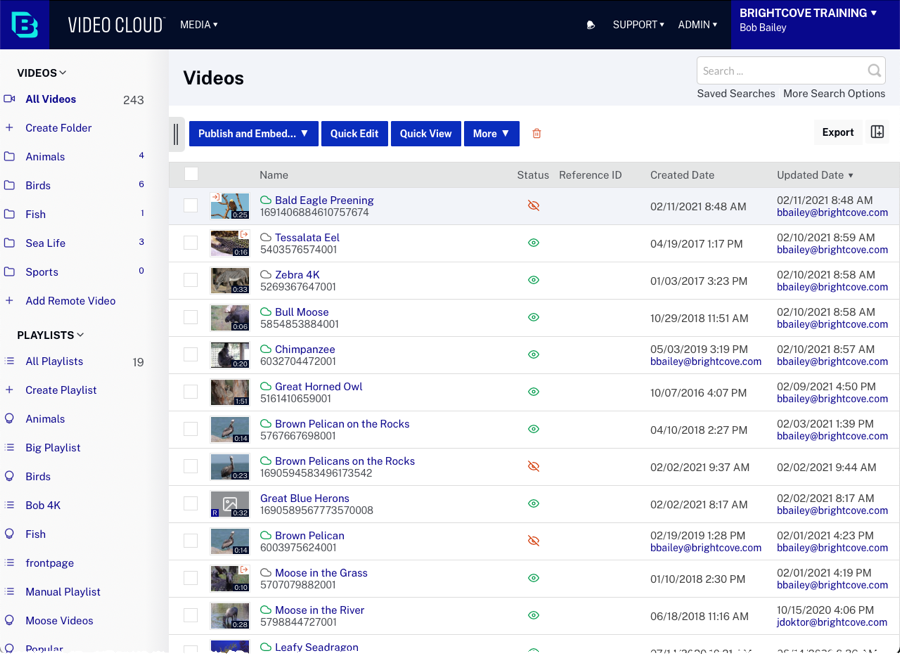 B VIDEO CLOUD MEDIA SUPPORT ADMIN BRIGHTCOVE TRAINING
Bob Bailey
VIDEOS
All Videos 243
Create Folder
Animals 4
Birds 6
Fish 1
Sea Life 3
Sports 0
Add Remote Video
PLAYLISTS
All Playlists 19
Create Playlist
Animals
Big Playlist
Birds
Bob 4K
Fish
frontpage
Manual Playlist
Moose Videos
Popular
Videos
Search ...
Saved Searches More Search Options
Publish and Embed... Quick Edit Quick View More Export
Name Status Reference ID Created Date Updated Date
0:25 Bald Eagle Preening 02/11/2021 8:48 AM 02/11/2021 8:48 AM
1691406884610757674 bbailey@brightcove.com
0:16 Tessalata Eel 04/19/2017 1:17 PM 02/10/2021 8:59 AM
5403576574001 bbailey@brightcove.com
0:33 Zebra 4K 01/03/2017 3:23 PM 02/10/2021 8:58 AM
5269367647001 bbailey@brightcove.com
0:06 Bull Moose 10/29/2018 11:51 AM 02/10/2021 8:58 AM
5854853884001 bbailey@brightcove.com
0:20 Chimpanzee 05/03/2019 3:19 PM 02/10/2021 8:57 AM
6032704472001 bbailey@brightcove.com bbailey@brightcove.com
1:51 Great Horned Owl 10/07/2016 4:07 PM 02/09/2021 4:50 PM
5161410659001 bbailey@brightcove.com
0:14 Brown Pelican on the Rocks 04/10/2018 2:27 PM 02/03/2021 1:39 PM
5767667698001 bbailey@brightcove.com
0:23 Brown Pelicans on the Rocks 02/02/2021 9:37 AM 02/02/2021 9:44 AM
1690594583496173542
R 0:32 Great Blue Herons 02/02/2021 8:17 AM 02/02/2021 8:17 AM
1690589567773570008 bbailey@brightcove.com
0:14 Brown Pelican 02/19/2019 1:28 PM 02/01/2021 4:23 PM
6003975624001 bbailey@brightcove.com bbailey@brightcove.com
0:10 Moose in the Grass 01/10/2018 2:30 PM 02/01/2021 4:19 PM
5707079882001 bbailey@brightcove.com
0:28 Moose in the River 06/18/2018 11:16 AM 10/15/2020 4:06 PM
5798844727001 jdoktor@brightcove.com
Leafy Seadragon